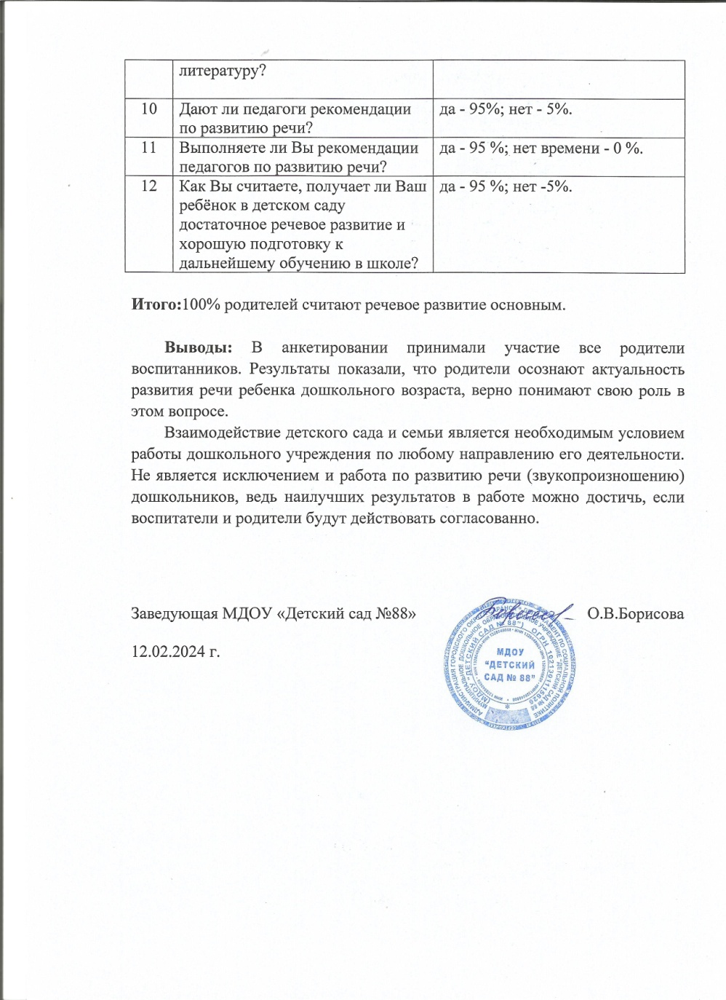 литературу?
10 Дают ли педагоги рекомендации да - 95%; нет - 5%.
по развитию речи?
11 Выполняете ли Вы рекомендации да - 95 %; нет времени - 0 %.
педагогов по развитию речи?
12 Как Вы считаете, получает ли Ваш да - 95 %; нет -5%.
ребёнок в детском саду
достаточное речевое развитие и
хорошую подготовку к
дальнейшему обучению в школе?
Итого:100% родителей считают речевое развитие основным.
Выводы: В анкетировании принимали участие все родители
воспитанников. Результаты показали, что родители осознают актуальность
развития речи ребенка дошкольного возраста, верно понимают свою роль в
этом вопросе.
Взаимодействие детского сада и семьи является необходимым условием
работы дошкольного учреждения по любому направлению его деятельности.
Не является исключением и работа по развитию речи (звукопроизношению)
дошкольников, ведь наилучших результатов в работе можно достичь, если
воспитатели и родители будут действовать согласованно.
Заведующая МДОУ «Детский сад №88» О.В.Борисова
12.02.2024 г.
МДОУ
“ДЕТСКИЙ
САД № 88”